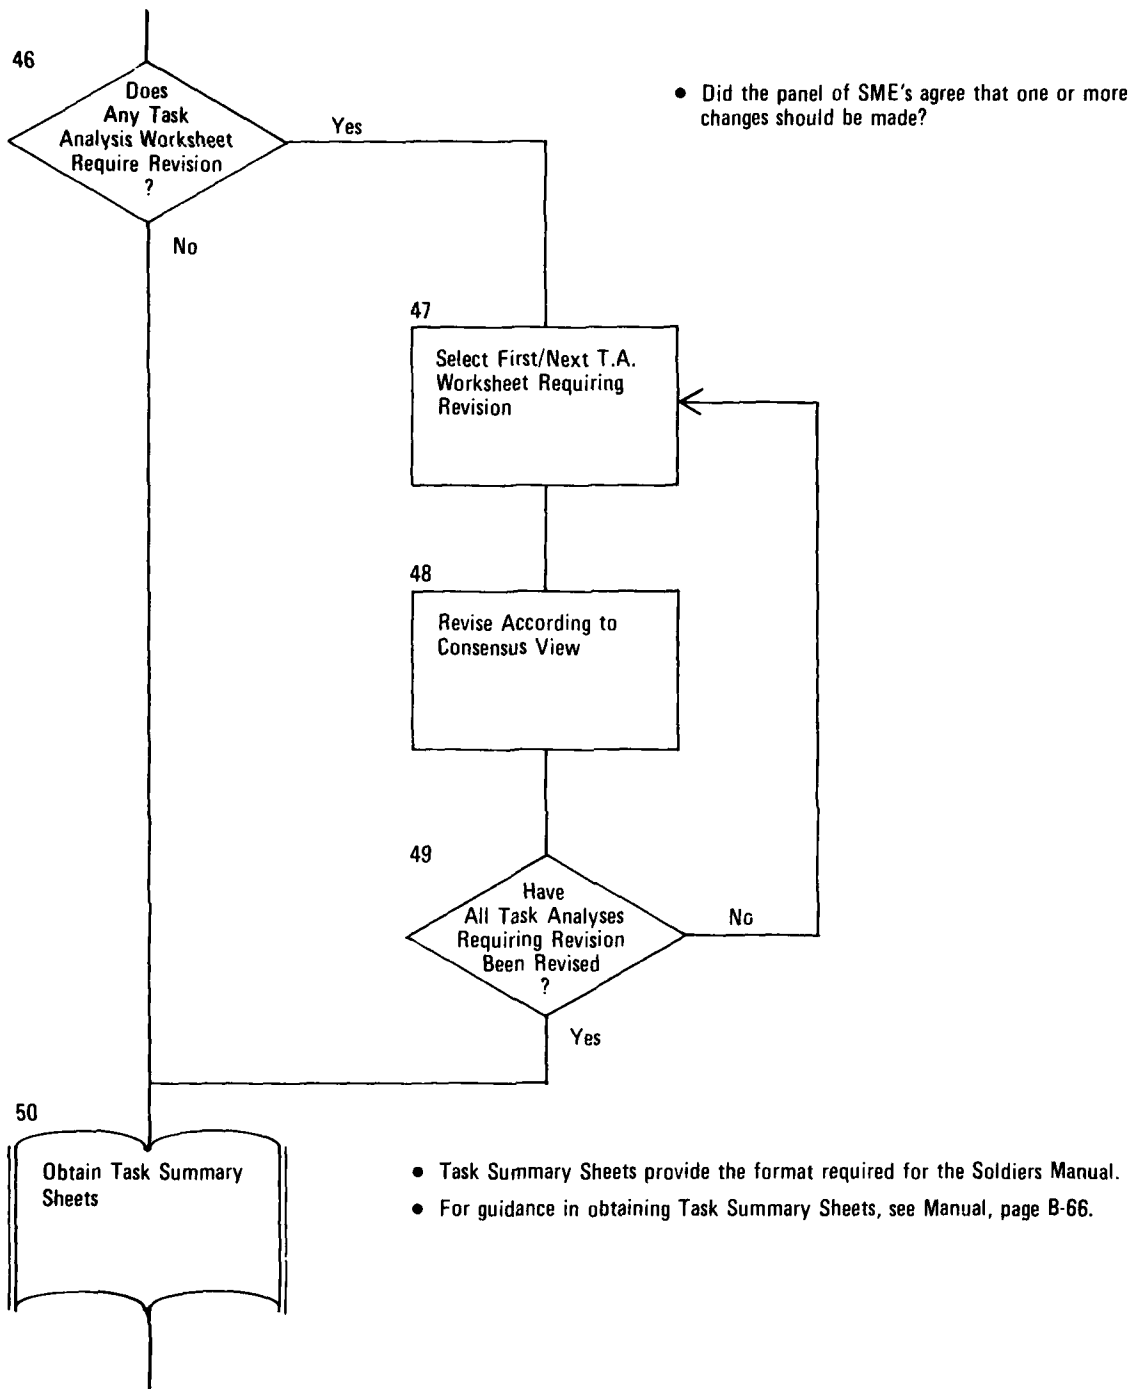 46
Does
Any Task
Analysis Worksheet
Require Revision
?
Yes
No
• Did the panel of SME's agree that one or more
changes should be made?
47
Select First/Next T.A.
Worksheet Requiring
Revision
48
Revise According to
Consensus View
49
Have
All Task Analyses
Requiring Revision
Been Revised
?
No
Yes
50
Obtain Task Summary
Sheets
• Task Summary Sheets provide the format required for the Soldiers Manual.
• For guidance in obtaining Task Summary Sheets, see Manual, page B-66.